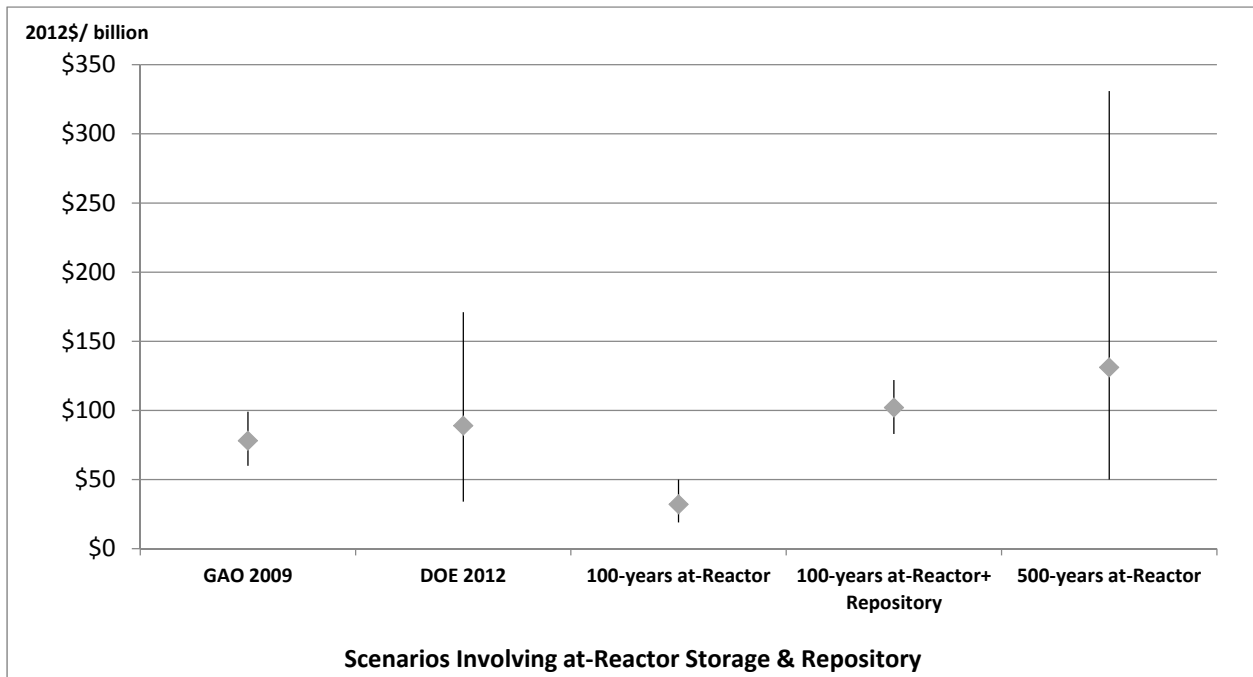 2012$/ billion
$350
$300
$250
$200
$150
$100
$50
$0
GAO 2009
DOE 2012
100-years at-Reactor
100-years at-Reactor+
Repository
500-years at-Reactor
Scenarios Involving at-Reactor Storage & Repository